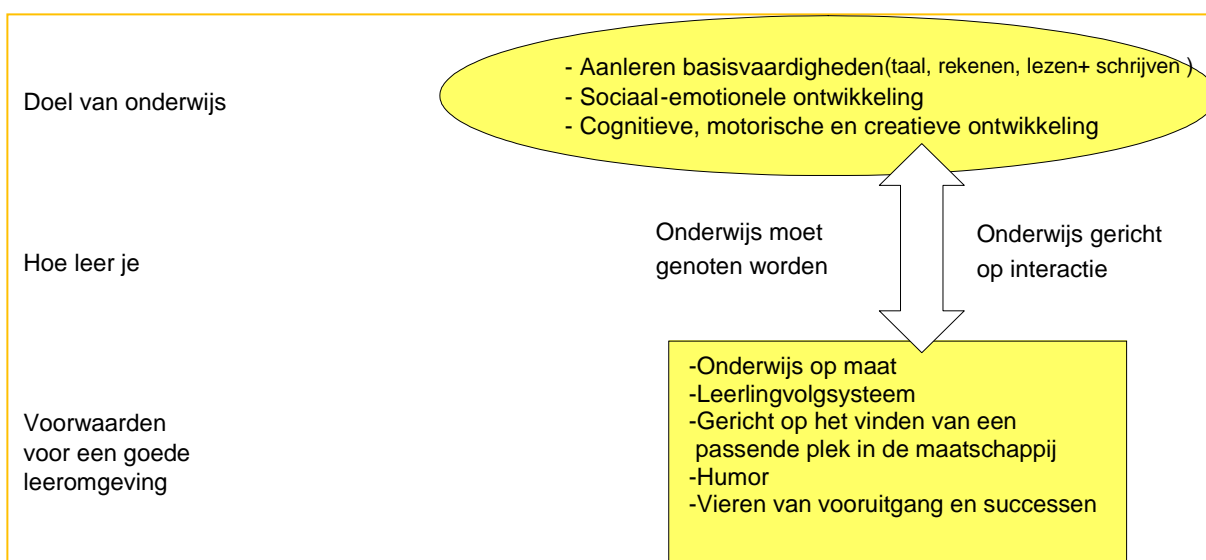 Doel van onderwijs
- Aanleren basisvaardigheden(taal, rekenen, lezen+ schrijven )
- Sociaal-emotionele ontwikkeling
- Cognitieve, motorische en creatieve ontwikkeling
Hoe leer je
Onderwijs moet
genoten worden
Onderwijs gericht
op interactie
Voorwaarden
voor een goede
leeromgeving
-Onderwijs op maat
-Leerlingvolgsysteem
-Gericht op het vinden van een
passende plek in de maatschappij
-Humor
-Vieren van vooruitgang en successen